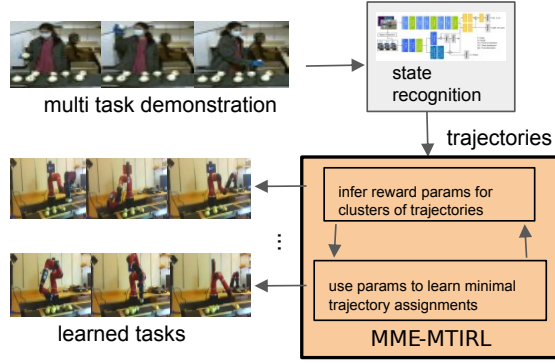 multi task demonstration
state
recognition
trajectories
infer reward params for
clusters of trajectories
...
use params to learn minimal
trajectory assignments
learned tasks
MME-MTIRL